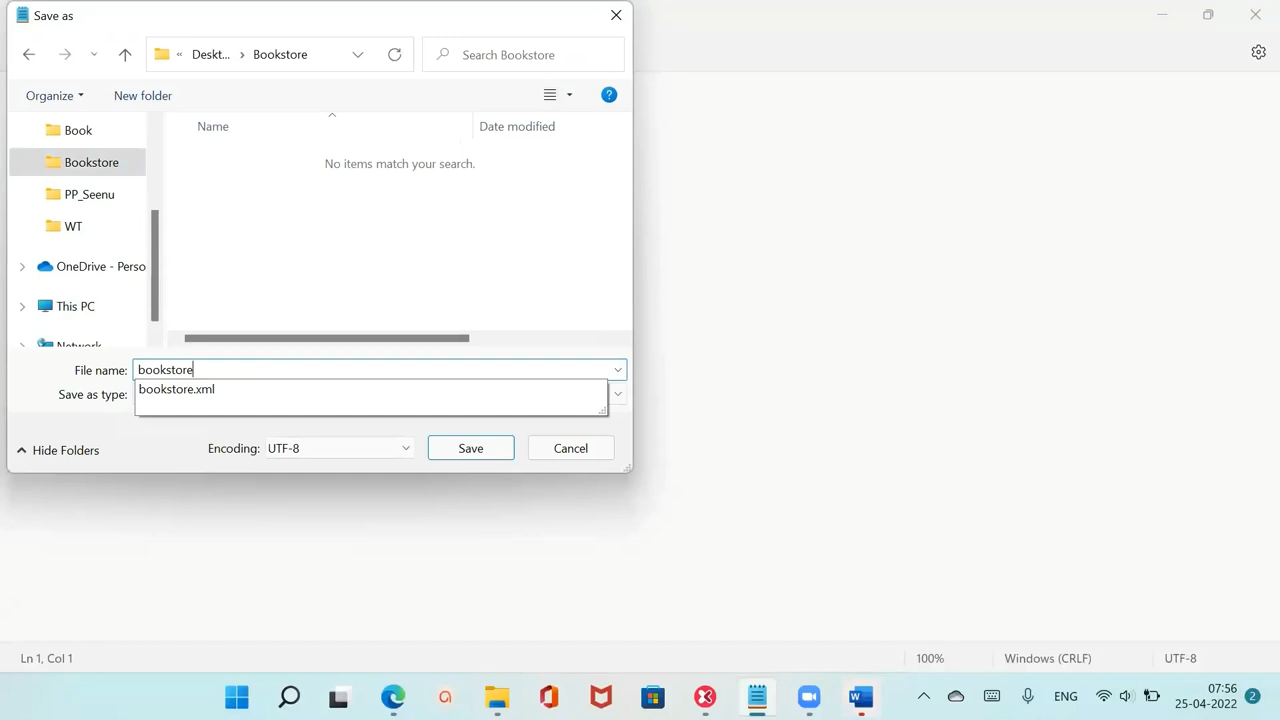 Save as
« Deskt... › Bookstore
Search Bookstore
Organize
New folder
Name
Date modified
Book
No items match your search.
Bookstore
PP_Seenu
WT
OneDrive - Perso
This PC
Network
File name: bookstore
bookstore.xml
Save as type:
Hide Folders
Encoding: UTF-8
Save
Cancel
Ln 1, Col 1
100%
Windows (CRLF)
UTF-8
ENG
07:56
25-04-2022
2